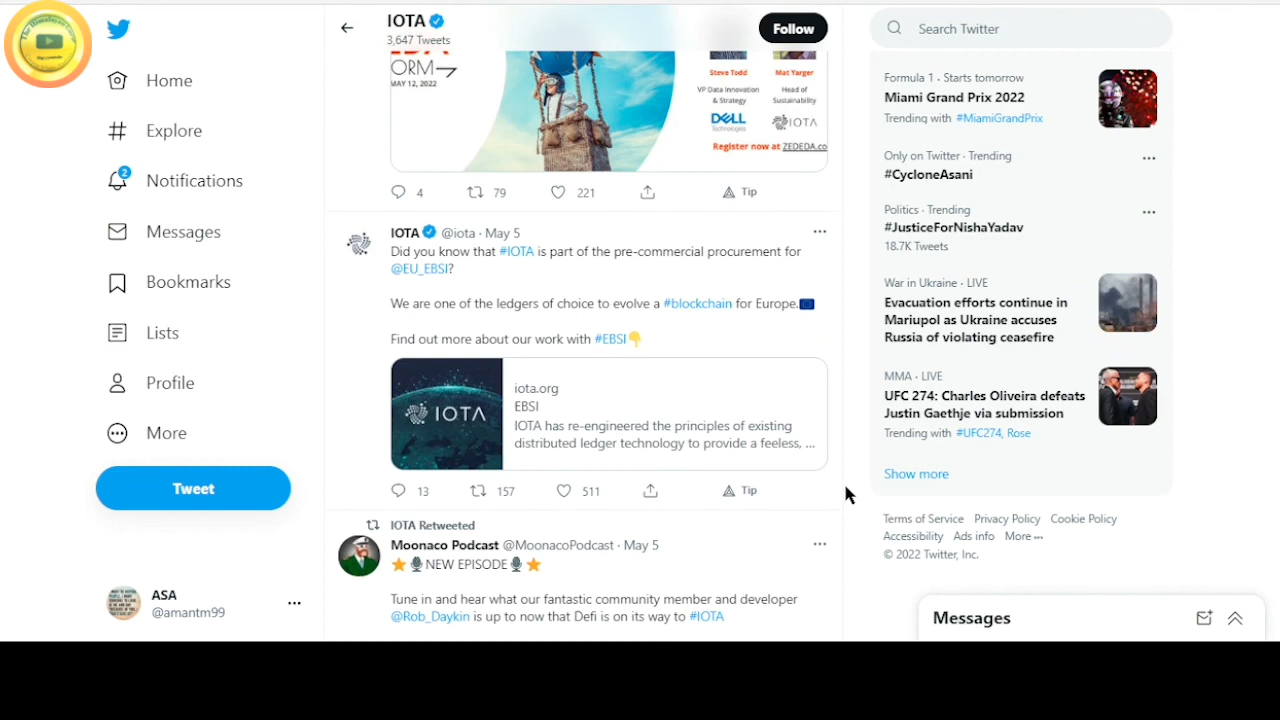 IOTA
3,647 Tweets
Follow
Search Twitter
Home
Explore
2
Notifications
Messages
Bookmarks
Lists
Profile
More
Tweet
ASA
@amantm99
ORM
MAY 12, 2022
Steve Todd
VP Data Innovation
& Strategy
DELL
Technologies
Mat Yarger
Head of
Sustainability
IOTA
Register now at ZEDEDA.co
4 79 221 Tip
IOTA @iota · May 5
Did you know that #IOTA is part of the pre-commercial procurement for
@EU_EBSI?
We are one of the ledgers of choice to evolve a #blockchain for Europe.
Find out more about our work with #EBSI
IOTA
iota.org
EBSI
IOTA has re-engineered the principles of existing
distributed ledger technology to provide a feeless, ...
13 157 511 Tip
IOTA Retweeted
Moonaco Podcast @MoonacoPodcast · May 5
NEW EPISODE
Tune in and hear what our fantastic community member and developer
@Rob_Daykin is up to now that Defi is on its way to #IOTA
Formula 1 · Starts tomorrow
Miami Grand Prix 2022
Trending with #MiamiGrandPrix
Only on Twitter · Trending
#CycloneAsani
Politics · Trending
#JusticeForNishaYadav
18.7K Tweets
War in Ukraine · LIVE
Evacuation efforts continue in
Mariupol as Ukraine accuses
Russia of violating ceasefire
MMA · LIVE
UFC 274: Charles Oliveira defeats
Justin Gaethje via submission
Trending with #UFC274, Rose
Show more
Terms of Service Privacy Policy Cookie Policy
Accessibility Ads info More ···
© 2022 Twitter, Inc.
Messages